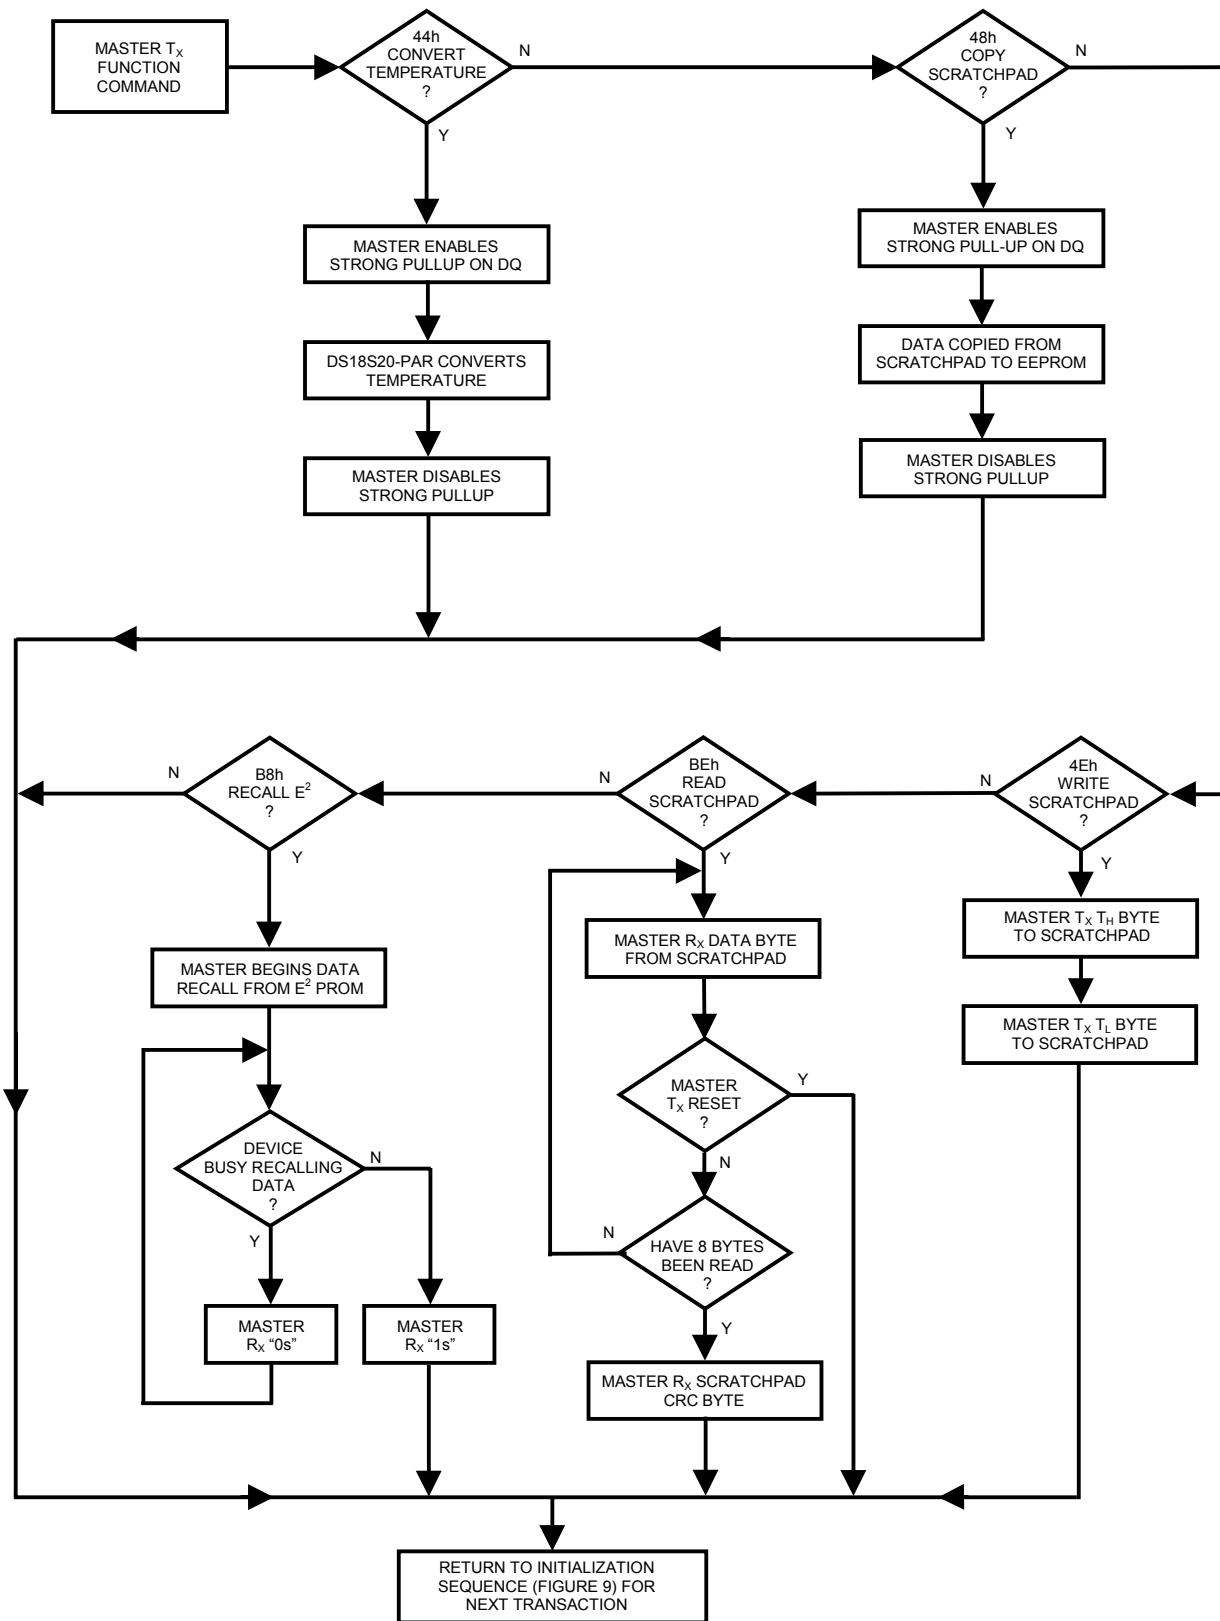 MASTER TX
FUNCTION
COMMAND
44h
CONVERT
TEMPERATURE
?
N
Y
48h
COPY
SCRATCHPAD
?
N
Y
MASTER ENABLES
STRONG PULLUP ON DQ
MASTER ENABLES
STRONG PULL-UP ON DQ
DS18S20-PAR CONVERTS
TEMPERATURE
DATA COPIED FROM
SCRATCHPAD TO EEPROM
MASTER DISABLES
STRONG PULLUP
MASTER DISABLES
STRONG PULLUP
N
B8h
RECALL E2
?
Y
N
BEh
READ
SCRATCHPAD
?
Y
N
4Eh
WRITE
SCRATCHPAD
?
Y
MASTER BEGINS DATA
RECALL FROM E2 PROM
MASTER RX DATA BYTE
FROM SCRATCHPAD
MASTER TX TH BYTE
TO SCRATCHPAD
MASTER TX TL BYTE
TO SCRATCHPAD
MASTER
TX RESET
?
Y
N
DEVICE
BUSY RECALLING
DATA
?
N
Y
N
HAVE 8 BYTES
BEEN READ
?
Y
MASTER
RX “0s”
MASTER
RX “1s”
MASTER RX SCRATCHPAD
CRC BYTE
RETURN TO INITIALIZATION
SEQUENCE (FIGURE 9) FOR
NEXT TRANSACTION